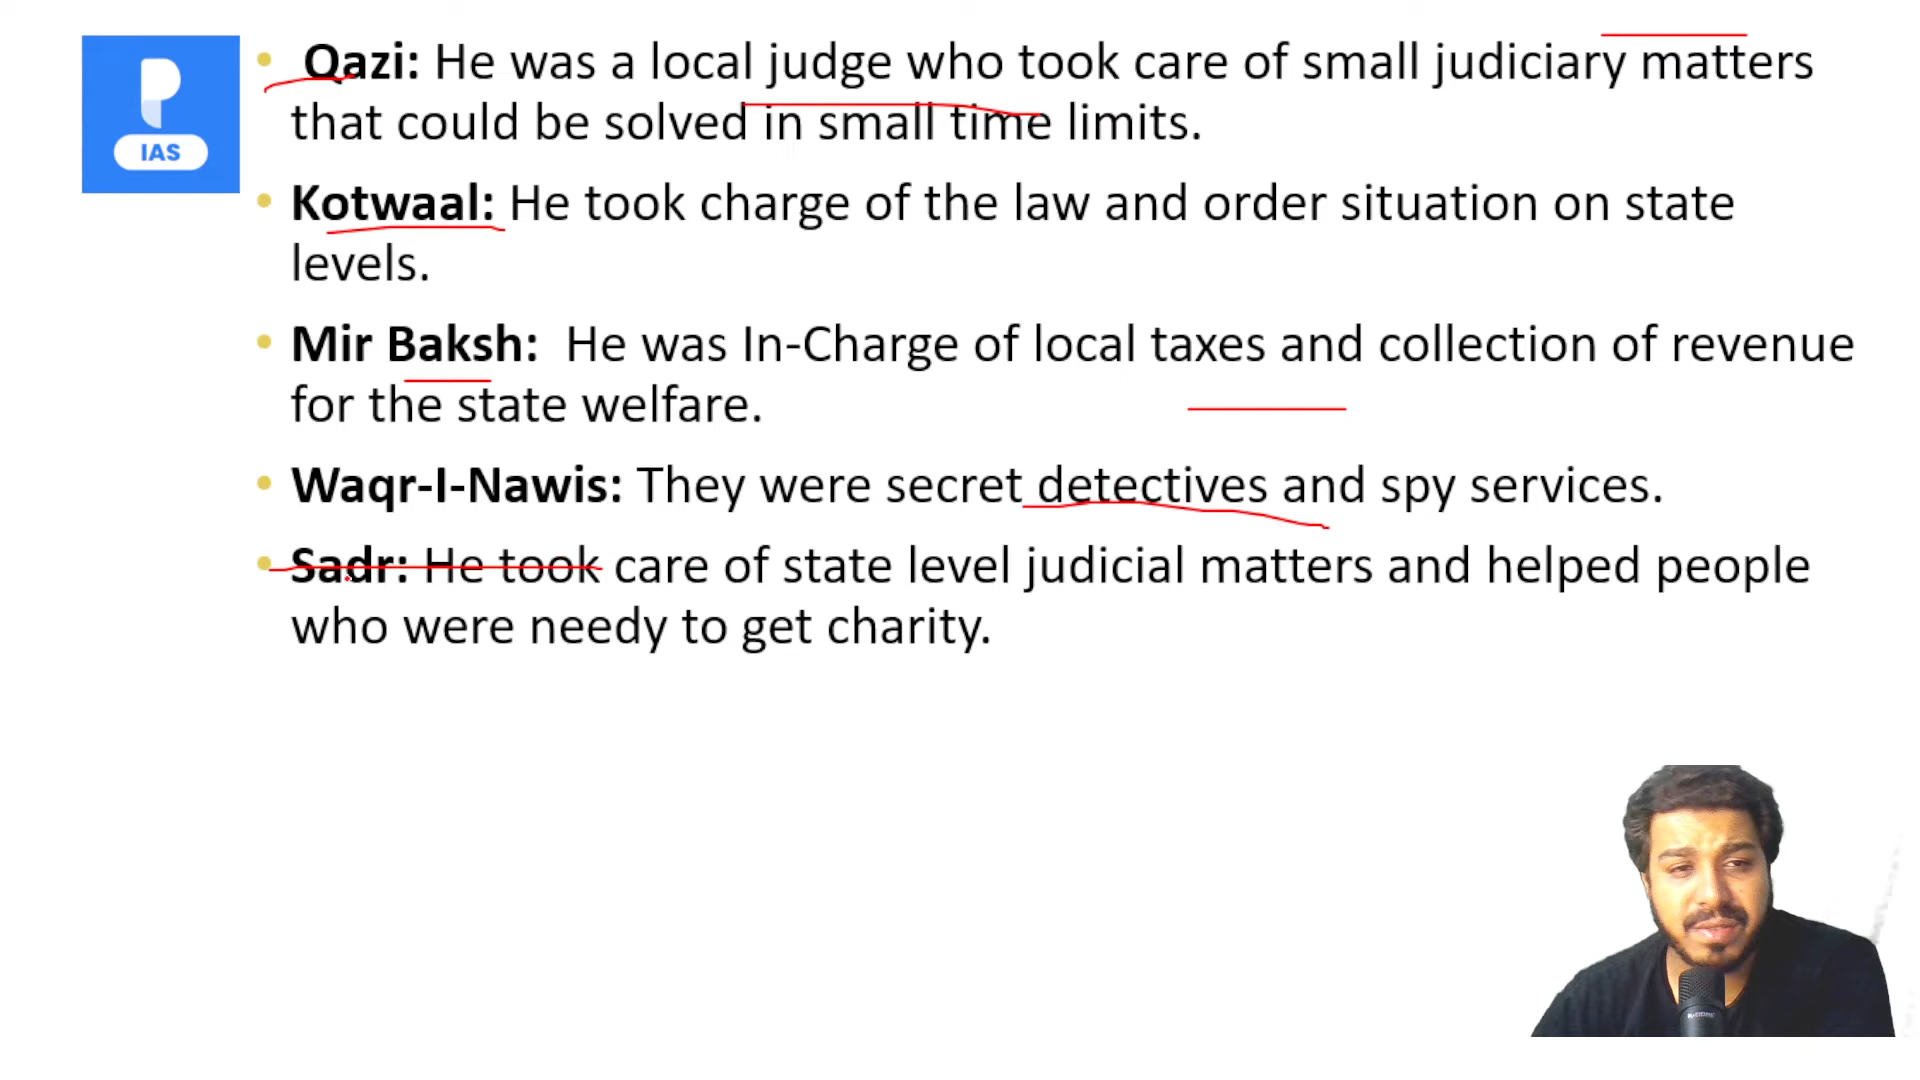 Qazi: He was a local judge who took care of small judiciary matters
that could be solved in small time limits.
Kotwaal: He took charge of the law and order situation on state
levels.
Mir Baksh: He was In-Charge of local taxes and collection of revenue
for the state welfare.
Waqr-I-Nawis: They were secret detectives and spy services.
Sadr: He took care of state level judicial matters and helped people
who were needy to get charity.
IAS